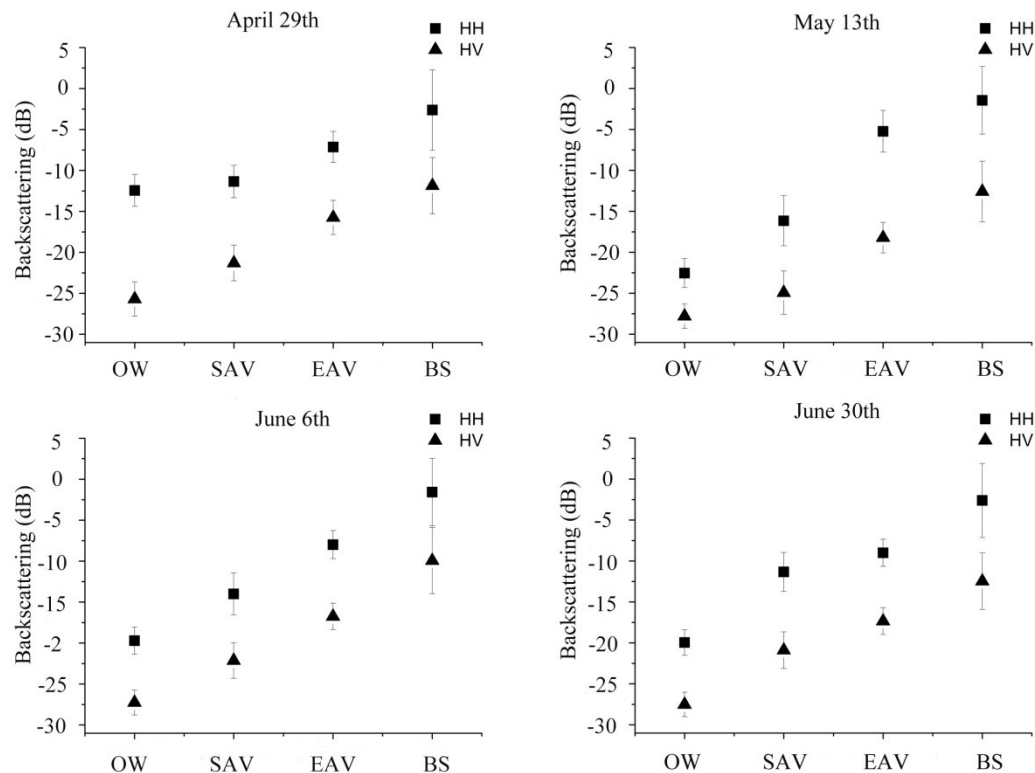 April 29th
HH
HV
Backscattering (dB)
5
0
-5
-10
-15
-20
-25
-30
OW SAV EAV BS
May 13th
HH
HV
Backscattering (dB)
5
0
-5
-10
-15
-20
-25
-30
OW SAV EAV BS
June 6th
HH
HV
Backscattering (dB)
5
0
-5
-10
-15
-20
-25
-30
OW SAV EAV BS
June 30th
HH
HV
Backscattering (dB)
5
0
-5
-10
-15
-20
-25
-30
OW SAV EAV BS